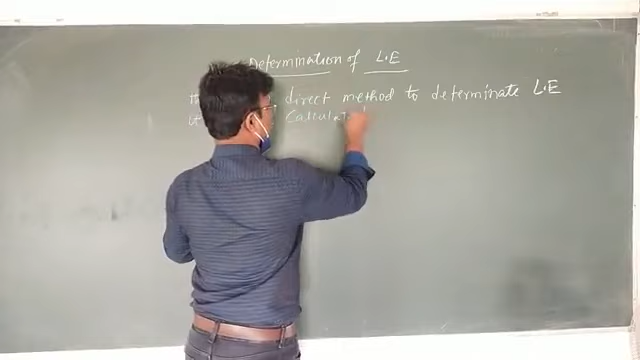 Determination of L.E
direct method to determinate L.E
Calculat